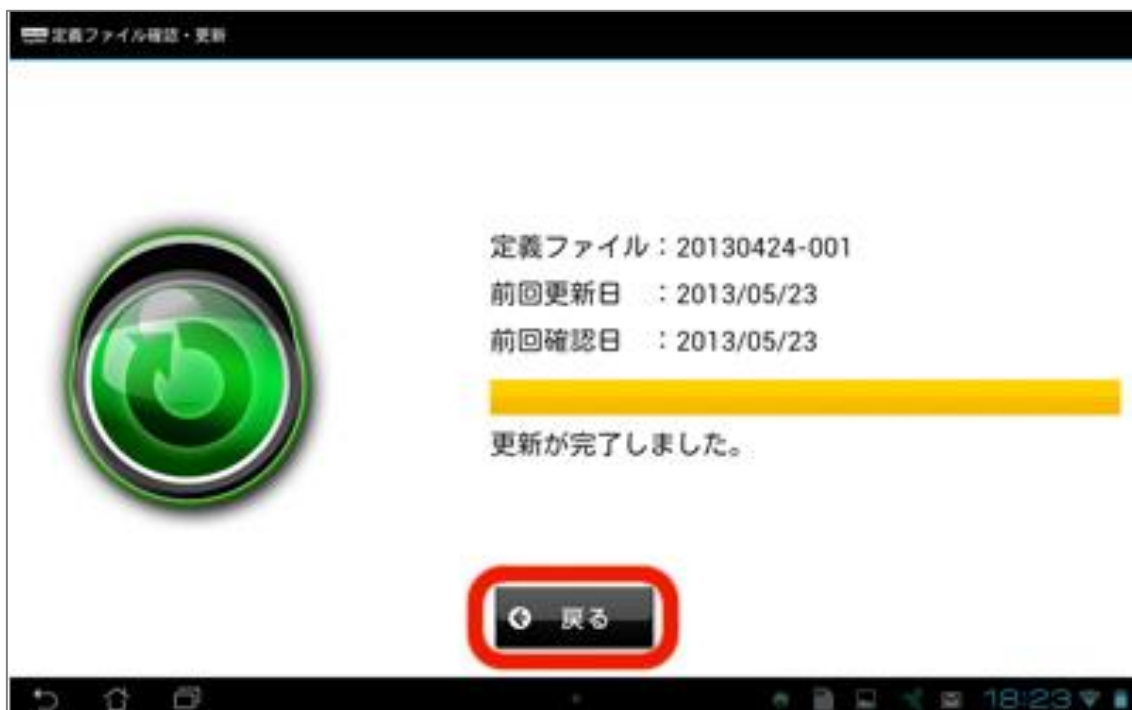 定義ファイル確認・更新
定義ファイル：20130424-001
前回更新日　：2013/05/23
前回確認日　：2013/05/23
更新が完了しました。
戻る
18:23